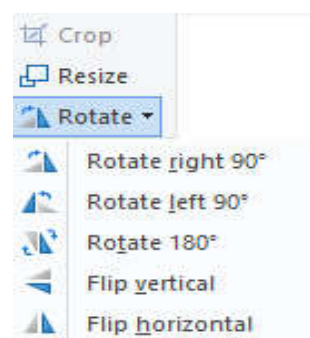 Crop
Resize
Rotate
Rotate right 90°
Rotate left 90°
Rotate 180°
Flip vertical
Flip horizontal